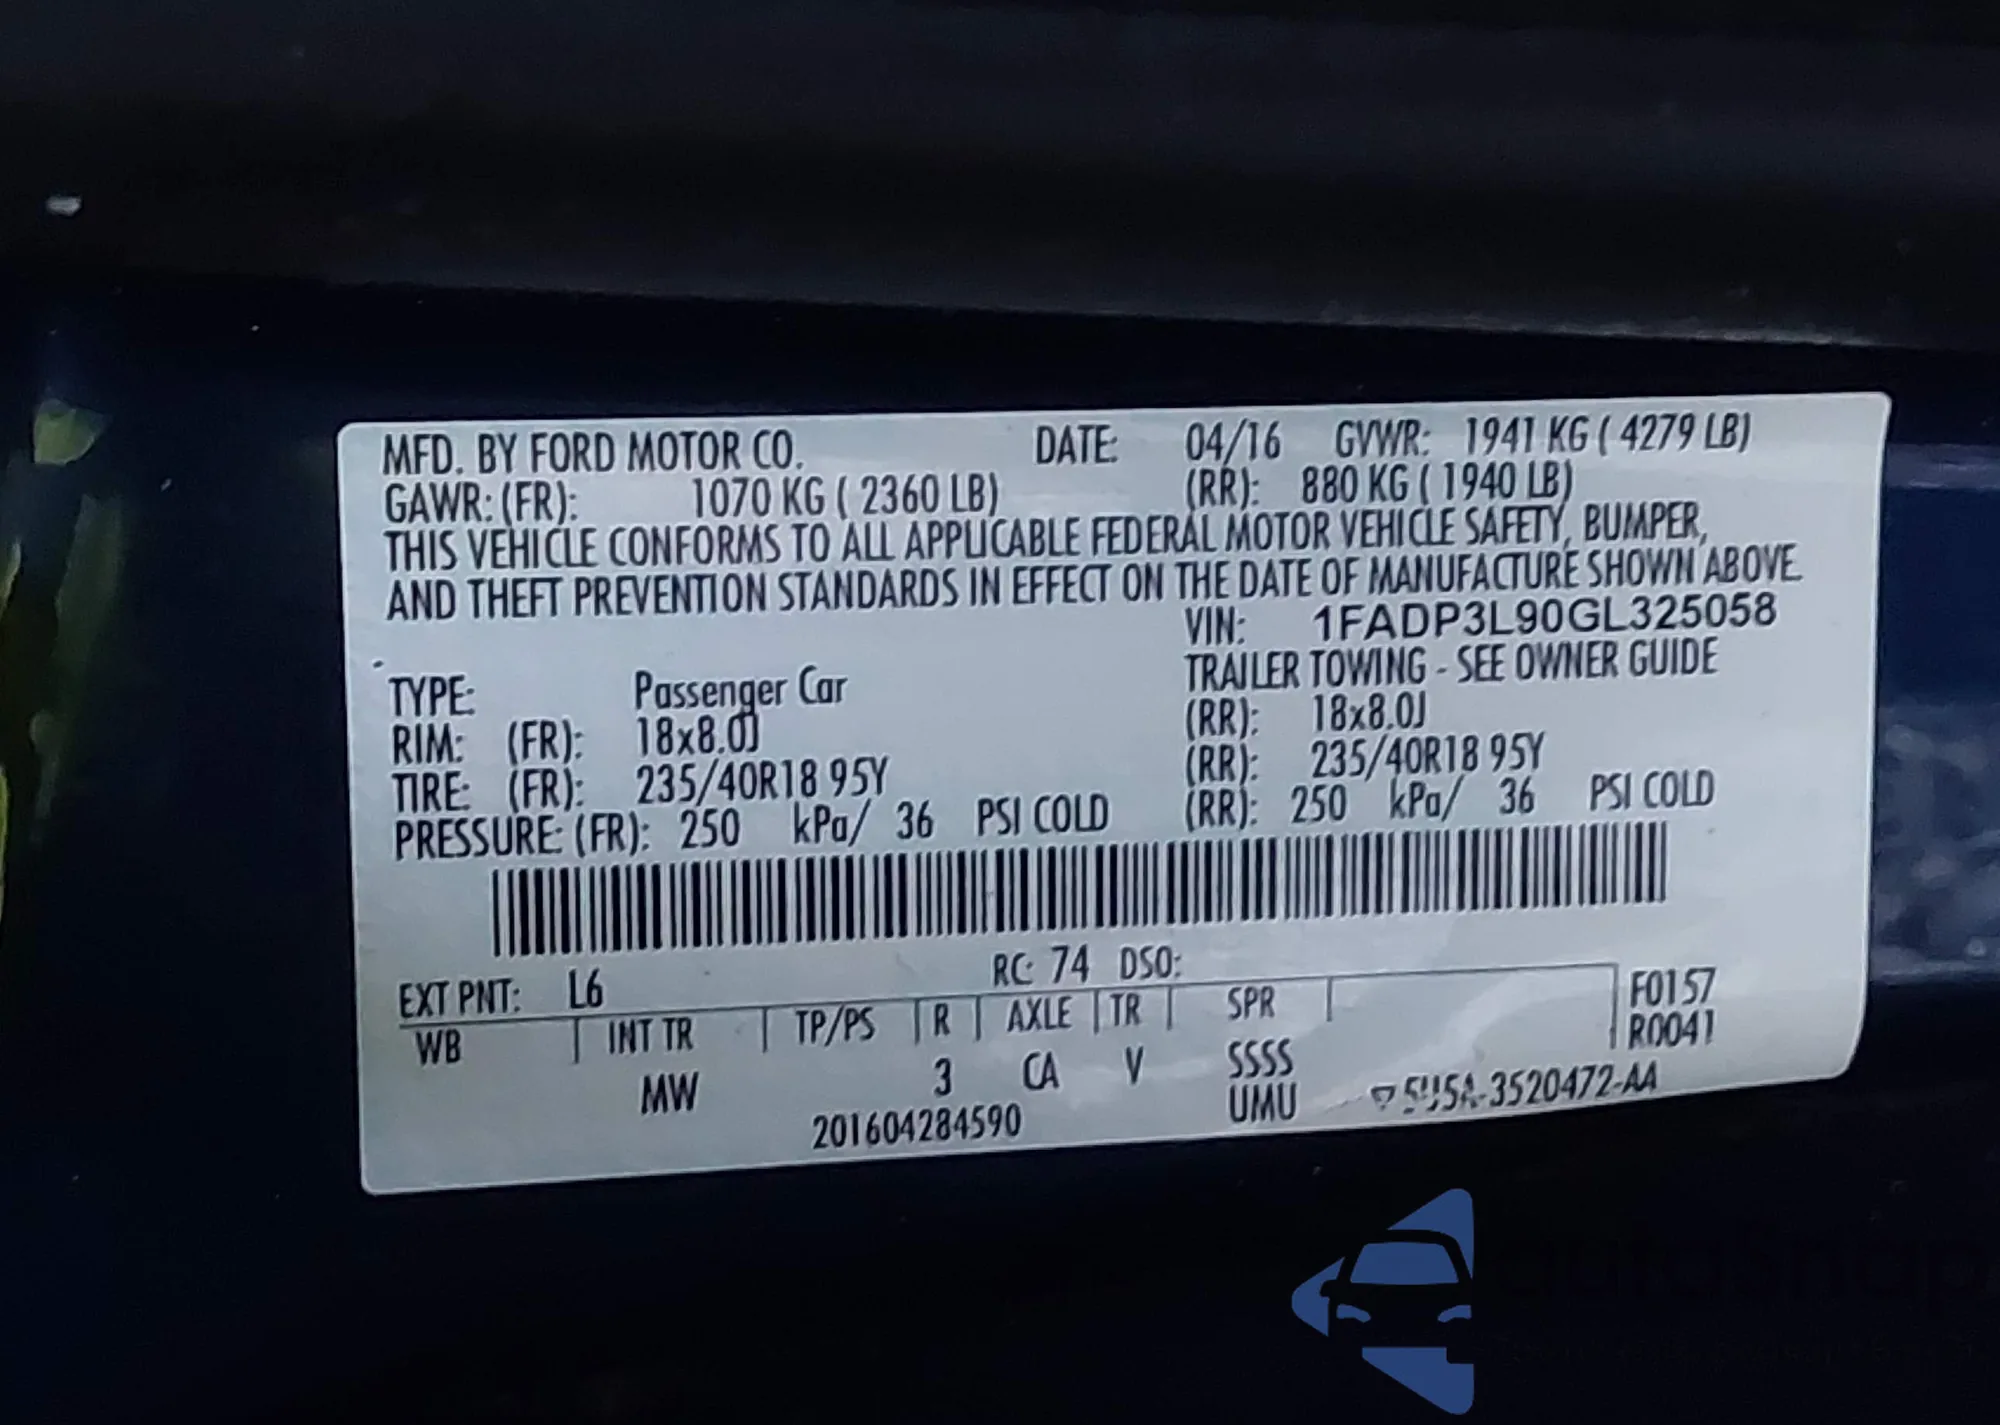 MFD. BY FORD MOTOR CO. DATE: 04/16 GVWR: 1941 KG ( 4279 LB)
GAWR: (FR): 1070 KG ( 2360 LB) (RR): 880 KG ( 1940 LB)
THIS VEHICLE CONFORMS TO ALL APPLICABLE FEDERAL MOTOR VEHICLE SAFETY, BUMPER,
AND THEFT PREVENTION STANDARDS IN EFFECT ON THE DATE OF MANUFACTURE SHOWN ABOVE.
VIN: 1FADP3L90GL325058
TYPE: Passenger Car TRAILER TOWING - SEE OWNER GUIDE
RIM: (FR): 18x8.0J (RR): 18x8.0J
TIRE: (FR): 235/40R18 95Y (RR): 235/40R18 95Y
PRESSURE: (FR): 250 kPa/ 36 PSI COLD (RR): 250 kPa/ 36 PSI COLD
EXT PNT: L6 RC: 74 DSO: F0157
WB INT TR TP/PS R AXLE TR SPR R0041
MW 3 CA V SSSS
201604284590 UMU -3520472-AA